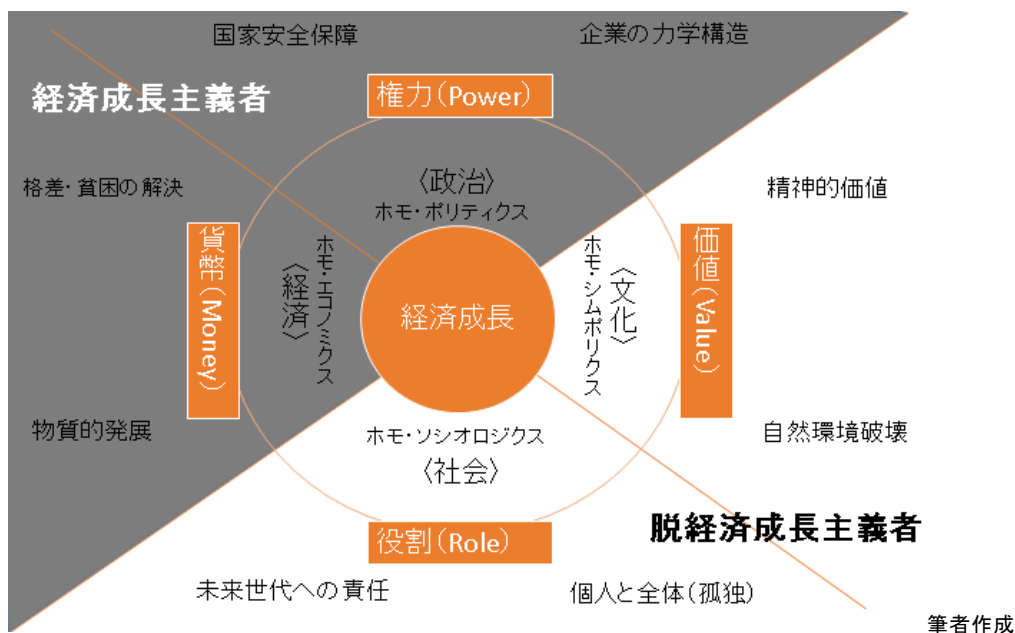 国家安全保障
企業の力学構造
経済成長主義者
権力(Power)
格差・貧困の解決
〈政治〉
ホモ・ポリティクス
精神的価値
貨幣(Money)
〈経済〉
ホモ・エコノミクス
経済成長
ホモ・シムボリクス
〈文化〉
価値(Value)
物質的発展
ホモ・ソシオロジクス
〈社会〉
自然環境破壊
脱経済成長主義者
役割(Role)
未来世代への責任
個人と全体(孤独)
筆者作成